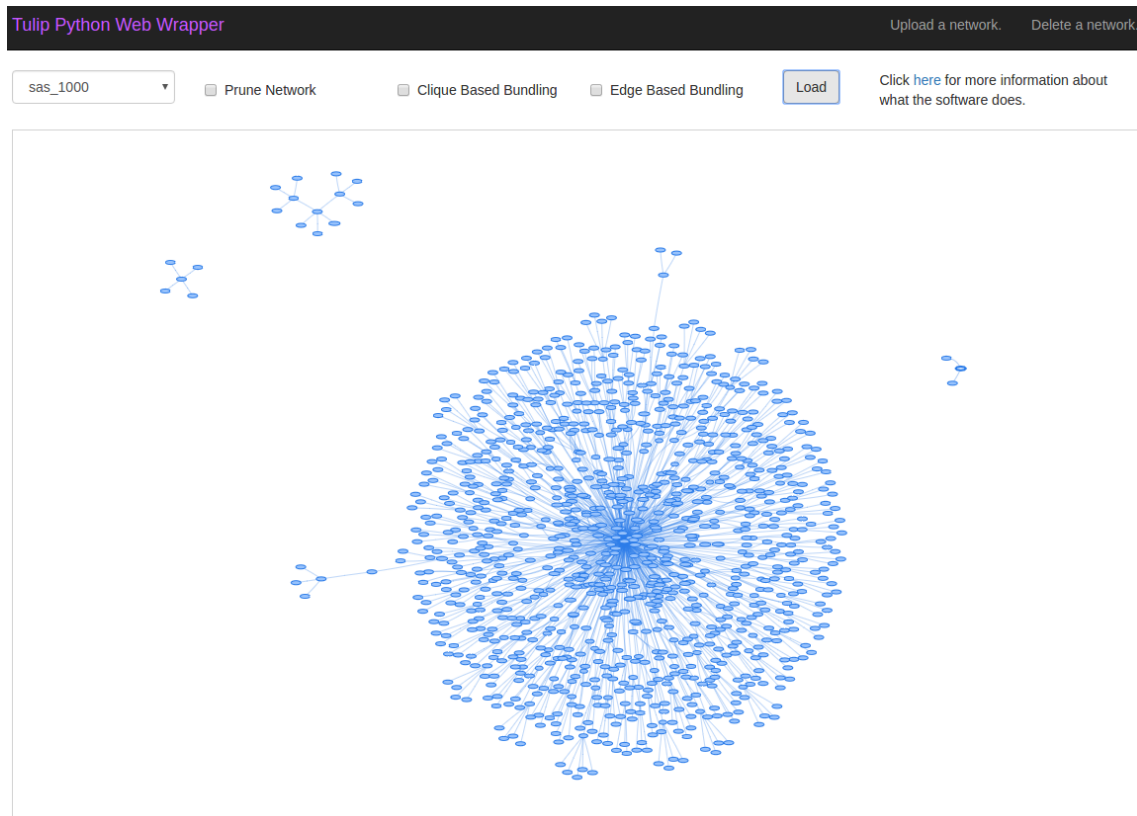 Tulip Python Web Wrapper
Upload a network.
Delete a network.
sas_1000
Prune Network
Clique Based Bundling
Edge Based Bundling
Load
Click here for more information about
what the software does.